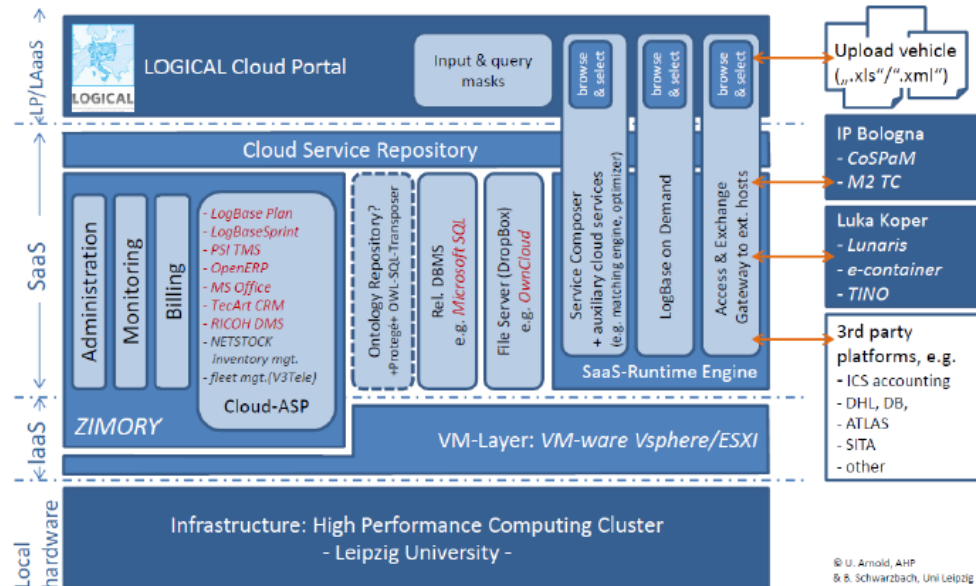 LP/LAaaS
SaaS
IaaS
Local
hardware
LOGICAL
LOGICAL Cloud Portal
Input & query
masks
browse
& select
browse
& select
browse
& select
Cloud Service Repository
Administration
Monitoring
Billing
- LogBase Plan
- LogBaseSprint
- PSI TMS
- OpenERP
- MS Office
- TecArt CRM
- RICOH DMS
- NETSTOCK
inventory mgt.
- fleet mgt.(V3Tele)
Cloud-ASP
ZIMORY
Ontology Repository?
+Protegé+ OWL-SQL-Transposer
Rel. DBMS
e.g. Microsoft SQL
File Server (DropBox)
e.g. OwnCloud
Service Composer
+ auxiliary cloud services
(e.g. matching engine, optimizer)
LogBase on Demand
Access & Exchange
Gateway to ext. hosts
SaaS-Runtime Engine
VM-Layer: VM-ware Vsphere/ESXI
Infrastructure: High Performance Computing Cluster
- Leipzig University -
Upload vehicle
(„.xls“/“.xml“)
IP Bologna
- CoSPaM
- M2 TC
Luka Koper
- Lunaris
- e-container
- TINO
3rd party
platforms, e.g.
- ICS accounting
- DHL, DB,
- ATLAS
- SITA
- other
© U. Arnold, AHP
& B. Schwarzbach, Uni Leipzig